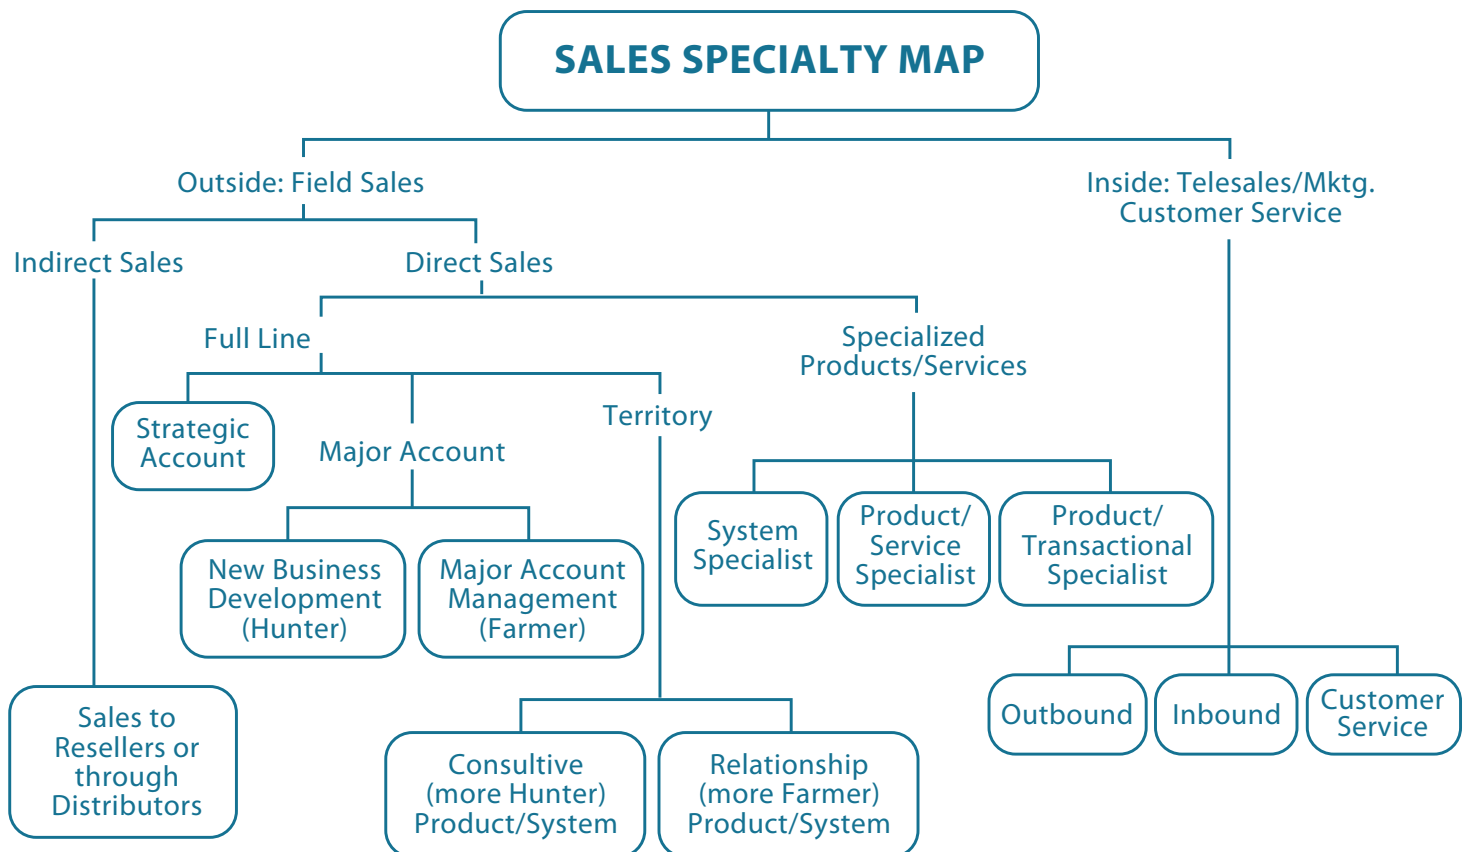 SALES SPECIALTY MAP
Outside: Field Sales
Inside: Telesales/Mktg.
Customer Service
Indirect Sales
Direct Sales
Full Line
Specialized
Products/Services
Strategic
Account
Major Account
Territory
System
Specialist
Product/
Service
Specialist
Product/
Transactional
Specialist
New Business
Development
(Hunter)
Major Account
Management
(Farmer)
Outbound
Inbound
Customer
Service
Sales to
Resellers or
through
Distributors
Consultive
(more Hunter)
Product/System
Relationship
(more Farmer)
Product/System